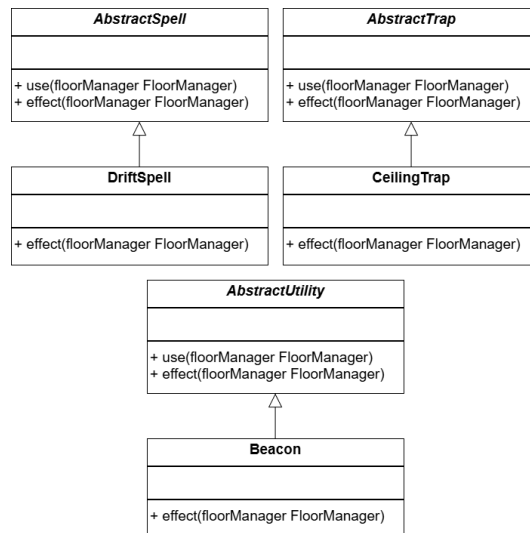 AbstractSpell
+ use(floorManager FloorManager)
+ effect(floorManager FloorManager)
DriftSpell
+ effect(floorManager FloorManager)
AbstractTrap
+ use(floorManager FloorManager)
+ effect(floorManager FloorManager)
CeilingTrap
+ effect(floorManager FloorManager)
AbstractUtility
+ use(floorManager FloorManager)
+ effect(floorManager FloorManager)
Beacon
+ effect(floorManager FloorManager)